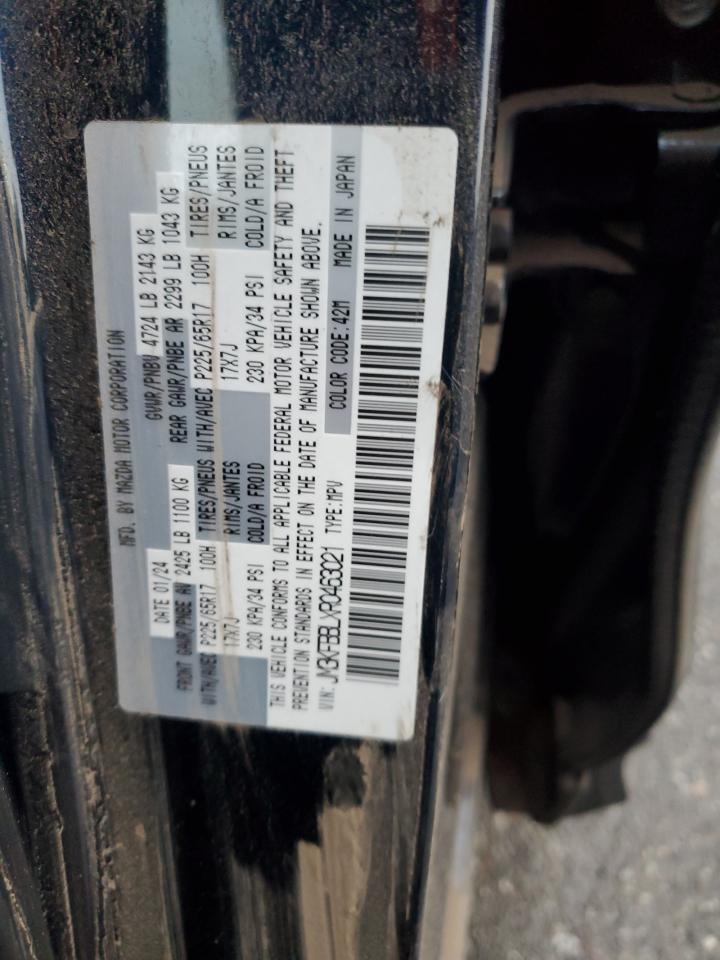 MFD. BY MAZDA MOTOR CORPORATION
DATE 01/24 GVWR/PNBV 4724 LB 2143 KG
FRONT GAWR/PNBE AV 2425 LB 1100 KG REAR GAWR/PNBE AR 2299 LB 1043 KG
WITH/AVEC P225/65R17 100H TIRES/PNEUS WITH/AVEC P225/65R17 100H TIRES/PNEUS
17X7J RIMS/JANTES 17X7J RIMS/JANTES
230 KPA/34 PSI COLD/A FROID 230 KPA/34 PSI COLD/A FROID
THIS VEHICLE CONFORMS TO ALL APPLICABLE FEDERAL MOTOR VEHICLE SAFETY AND THEFT
PREVENTION STANDARDS IN EFFECT ON THE DATE OF MANUFACTURE SHOWN ABOVE.
VIN: JM3KFBBLXR0463021 TYPE:MPV COLOR CODE:42M MADE IN JAPAN